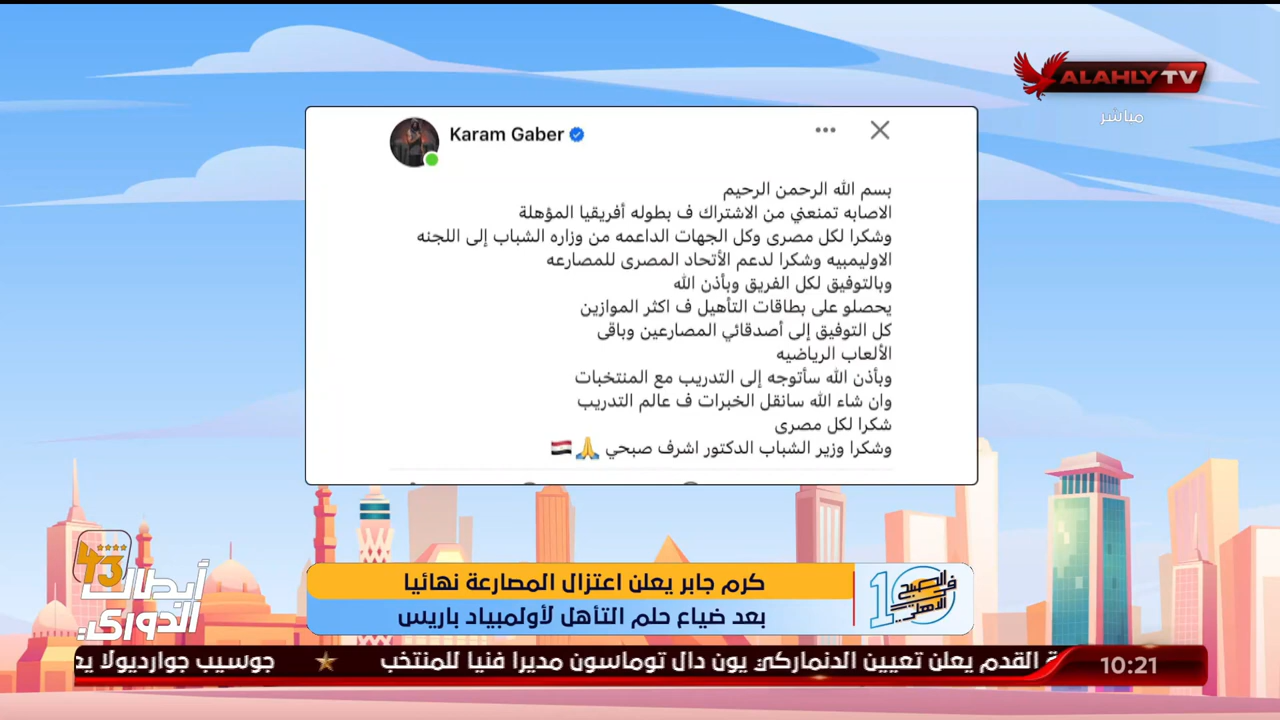 ALAHLY TV
مباشر
Karam Gaber
بسم الله الرحمن الرحيم
الاصابه تمنعني من الاشتراك ف بطوله أفريقيا المؤهلة
وشكرا لكل مصرى وكل الجهات الداعمه من وزاره الشباب إلى اللجنه
الاوليمبيه وشكرا لدعم الأتحاد المصرى للمصارعه
وبالتوفيق لكل الفريق وبأذن الله
يحصلو على بطاقات التأهيل ف اكثر الموازين
كل التوفيق إلى أصدقائي المصارعين وباقى
الألعاب الرياضيه
وبأذن الله سأتوجه إلى التدريب مع المنتخبات
وان شاء الله سانقل الخبرات ف عالم التدريب
شكرا لكل مصرى
وشكرا وزير الشباب الدكتور اشرف صبحي 🙏🇪🇬
كرم جابر يعلن اعتزال المصارعة نهائيا
بعد ضياع حلم التأهل لأولمبياد باريس
10 الصبح في الاهلي
43
أبطال
الدوري
القدم يعلن تعيين الدنماركي يون دال توماسون مديرا فنيا للمنتخب ★ جوسيب جوارديولا
10:21